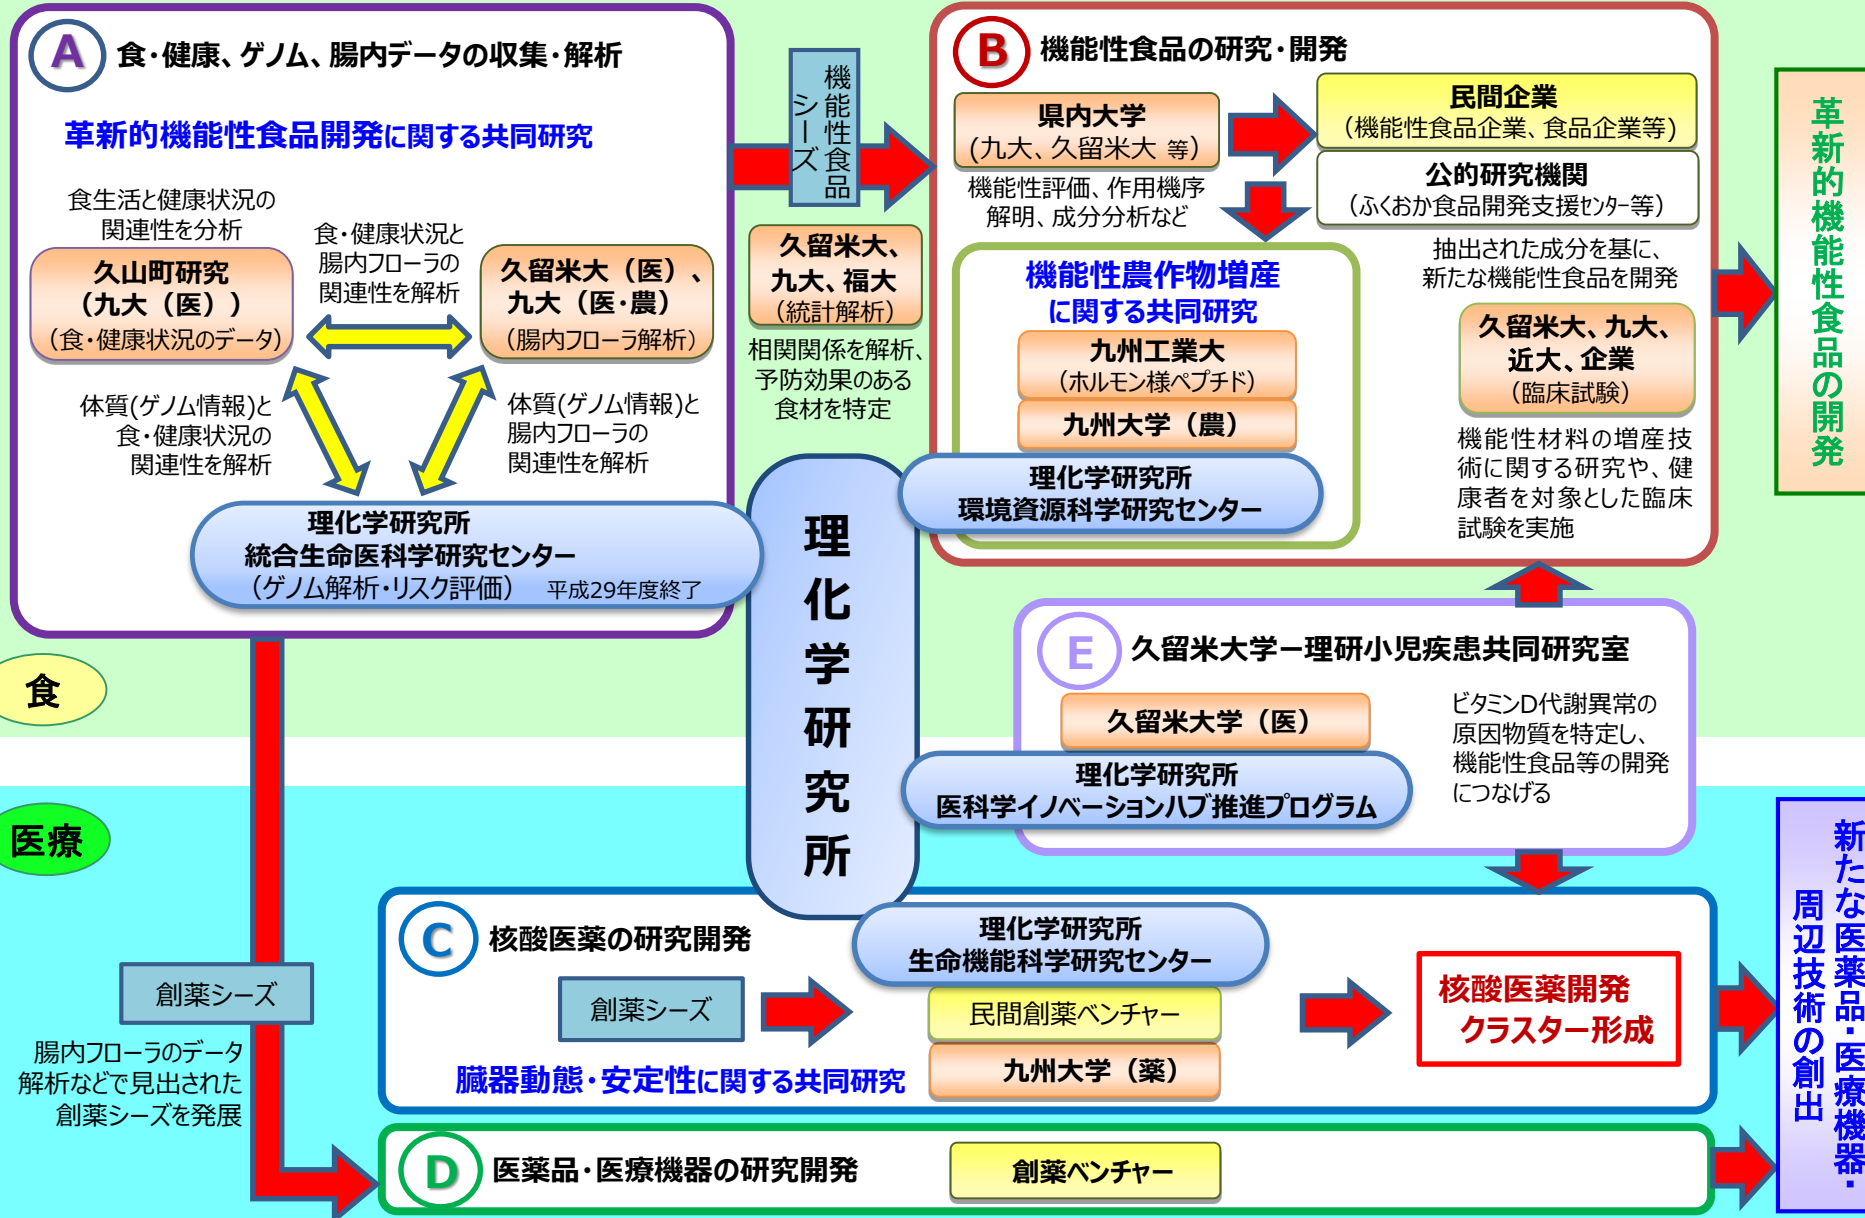 A
食・健康、ゲノム、腸内データの収集・解析
革新的機能性食品開発に関する共同研究
食生活と健康状況の
関連性を分析
久山町研究
（九大（医））
（食・健康状況のデータ）
食・健康状況と
腸内フローラの
関連性を解析
久留米大（医）、
九大（医・農）
（腸内フローラ解析）
体質(ゲノム情報)と
食・健康状況の
関連性を解析
体質(ゲノム情報)と
腸内フローラの
関連性を解析
理化学研究所
統合生命医科学研究センター
（ゲノム解析・リスク評価） 平成29年度終了
機能性食品
シーズ
久留米大、
九大、福大
（統計解析）
相関関係を解析、
予防効果のある
食材を特定
理化学研究所
B
機能性食品の研究・開発
県内大学
（九大、久留米大 等）
機能性評価、作用機序
解明、成分分析など
民間企業
（機能性食品企業、食品企業等）
公的研究機関
（ふくおか食品開発支援センター等）
抽出された成分を基に、
新たな機能性食品を開発
機能性農作物増産
に関する共同研究
九州工業大
（ホルモン様ペプチド）
九州大学（農）
理化学研究所
環境資源科学研究センター
久留米大、九大、
近大、企業
（臨床試験）
機能性材料の増産技
術に関する研究や、健
康者を対象とした臨床
試験を実施
革新的機能性食品の開発
E
久留米大学－理研小児疾患共同研究室
久留米大学（医）
理化学研究所
医科学イノベーションハブ推進プログラム
ビタミンD代謝異常の
原因物質を特定し、
機能性食品等の開発
につなげる
食
医療
創薬シーズ
腸内フローラのデータ
解析などで見出された
創薬シーズを発展
C
核酸医薬の研究開発
創薬シーズ
臓器動態・安定性に関する共同研究
理化学研究所
生命機能科学研究センター
民間創薬ベンチャー
九州大学（薬）
核酸医薬開発
クラスター形成
D
医薬品・医療機器の研究開発
創薬ベンチャー
新たな医薬品・医療機器・
周辺技術の創出